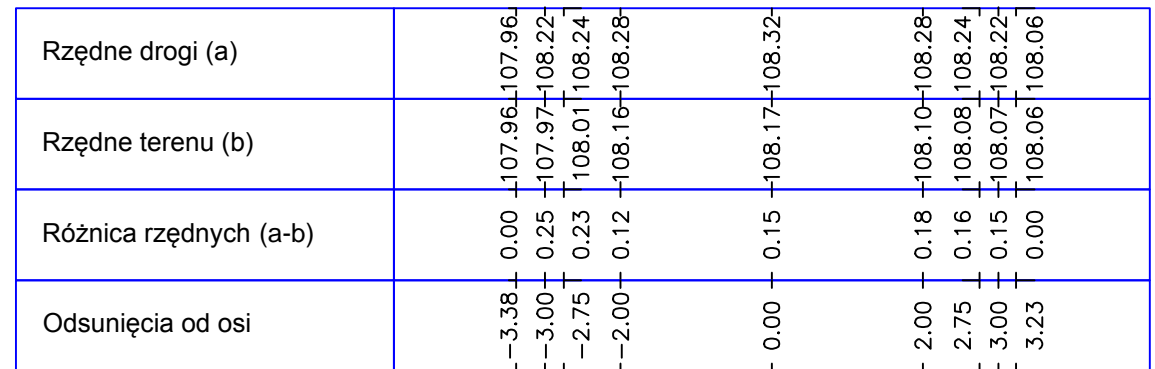 Rzędne drogi (a) 107.96 108.22 108.24 108.28 108.32 108.28 108.24 108.22 108.06
Rzędne terenu (b) 107.96 107.97 108.01 108.16 108.17 108.10 108.08 108.07 108.06
Różnica rzędnych (a-b) 0.00 0.25 0.23 0.12 0.15 0.18 0.16 0.15 0.00
Odsunięcia od osi -3.38 -3.00 -2.75 -2.00 0.00 2.00 2.75 3.00 3.23